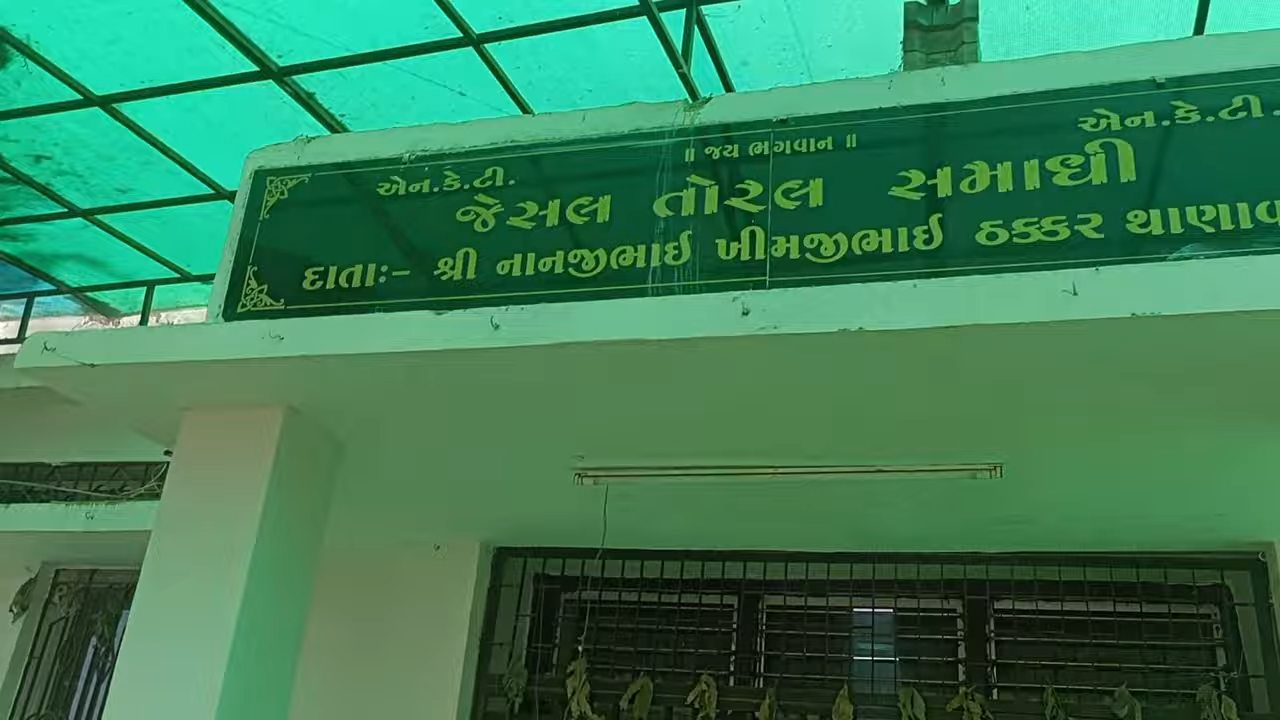 ॥ જય ભગવાન ॥
એન.કે.ટી. એન.કે.ટી.
જેસલ તોરલ સમાધી
દાતાઃ– શ્રી નાનજીભાઈ ખીમજીભાઈ ઠક્કર થાણાવ